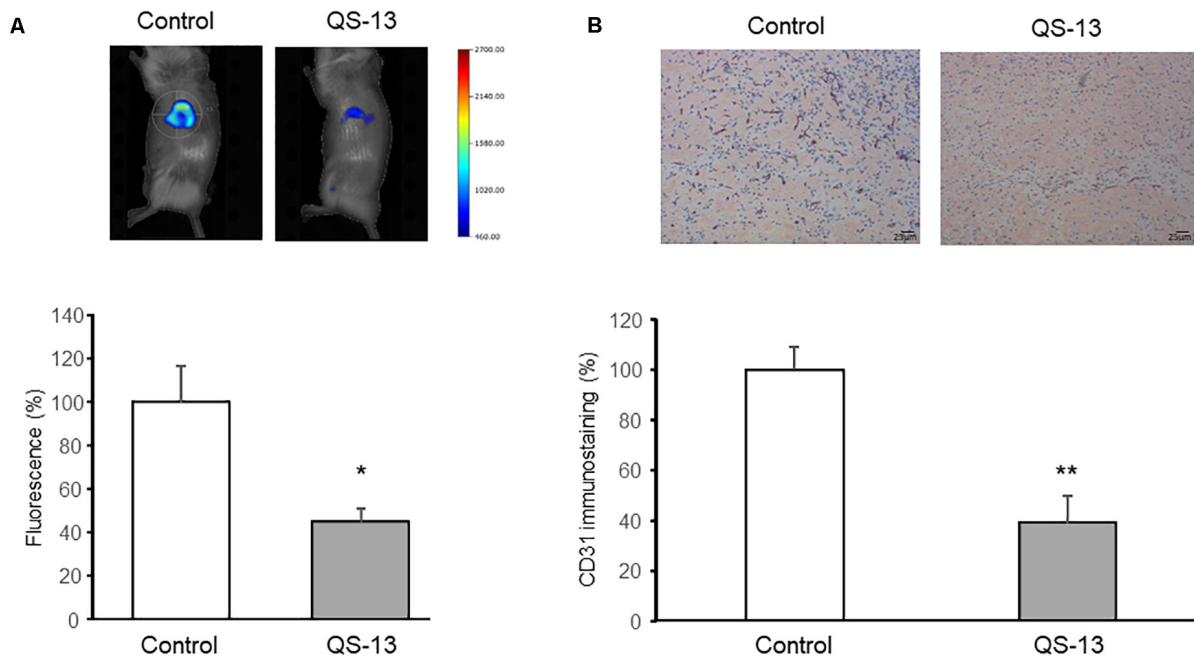 A
Control
QS-13
2700.00
2140.00
1580.00
1020.00
460.00
Fluorescence (%)
140
120
100
80
60
40
20
0
*
Control
QS-13
B
Control
QS-13
25µm
25µm
CD31 immunostaining (%)
120
100
80
60
40
20
0
**
Control
QS-13